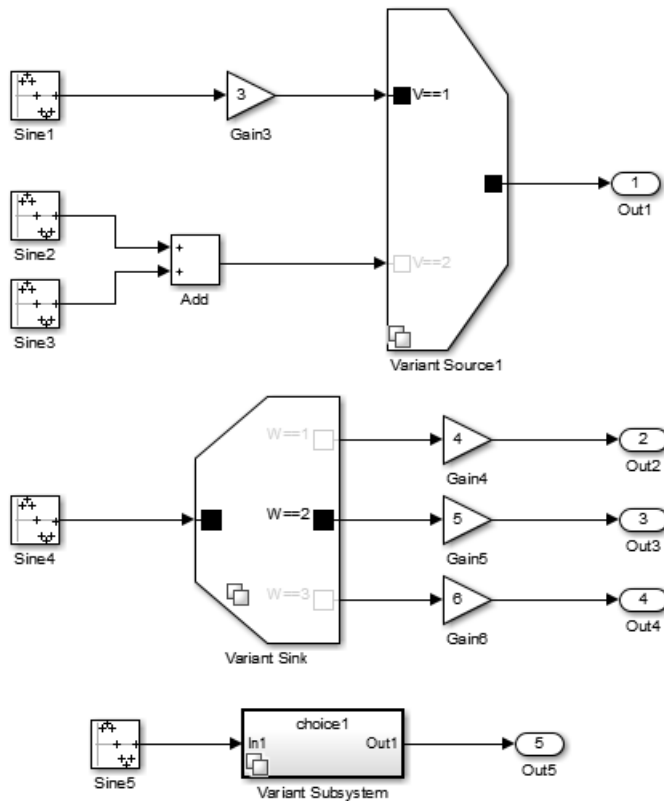 Sine1
3
Gain3
V==1
1
Out1
Sine2
+
+
Add
V==2
Sine3
Variant Source1
W==1
4
Gain4
2
Out2
Sine4
W==2
5
Gain5
3
Out3
W==3
6
Gain6
4
Out4
Variant Sink
Sine5
choice1
In1
Out1
Variant Subsystem
5
Out5